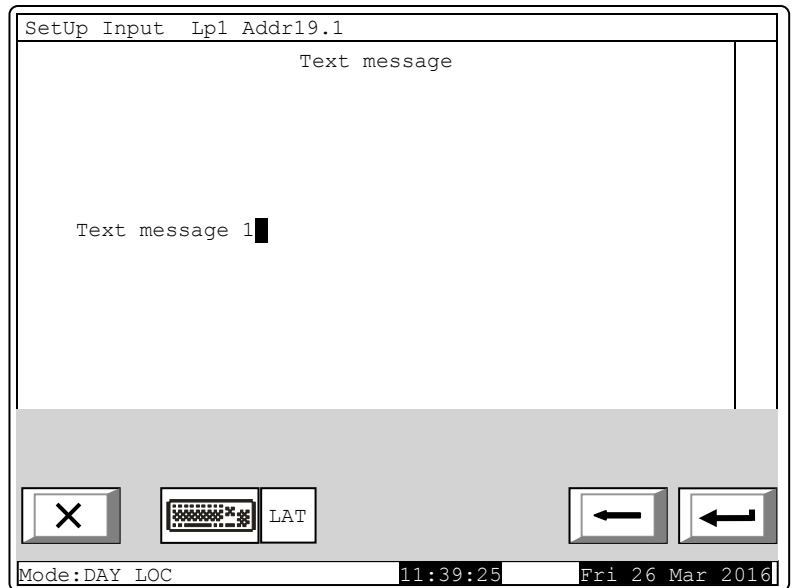 SetUp Input Lp1 Addr19.1
Text message
Text message 1
LAT
Mode:DAY LOC 11:39:25 Fri 26 Mar 2016